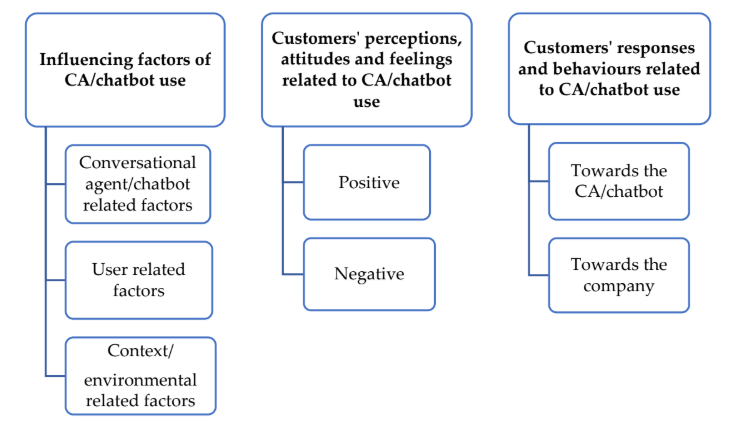 Influencing factors of
CA/chatbot use
Conversational
agent/chatbot
related factors
User related
factors
Context/
environmental
related factors
Customers' perceptions,
attitudes and feelings
related to CA/chatbot
use
Positive
Negative
Customers' responses
and behaviours related
to CA/chatbot use
Towards the
CA/chatbot
Towards the
company